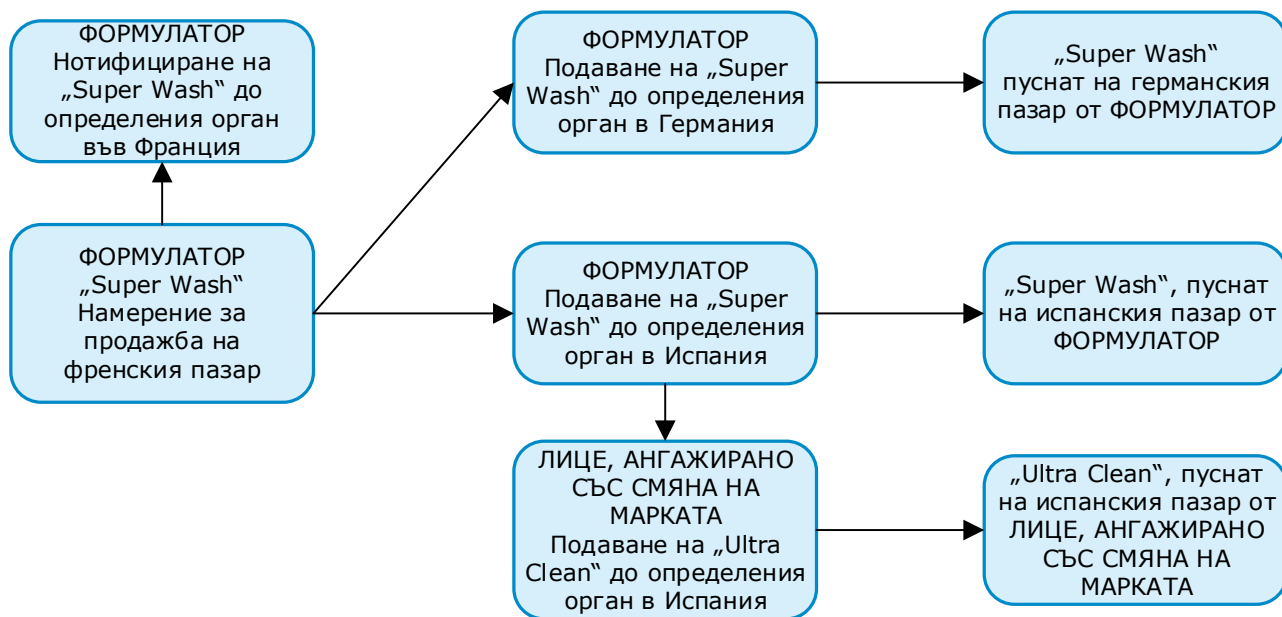 ФОРМУЛАТОР
Нотифициране на
„Super Wash“ до
определения орган
във Франция
ФОРМУЛАТОР
Подаване на „Super
Wash“ до определения
орган в Германия
„Super Wash“
пуснат на германския
пазар от ФОРМУЛАТОР
ФОРМУЛАТОР
„Super Wash“
Намерение за
продажба на
френския пазар
ФОРМУЛАТОР
Подаване на „Super
Wash“ до определения
орган в Испания
„Super Wash“, пуснат
на испанския пазар от
ФОРМУЛАТОР
ЛИЦЕ, АНГАЖИРАНО
СЪС СМЯНА НА
МАРКАТА
Подаване на „Ultra
Clean“ до определения
орган в Испания
„Ultra Clean“, пуснат
на испанския пазар от
ЛИЦЕ, АНГАЖИРАНО
СЪС СМЯНА НА
МАРКАТА